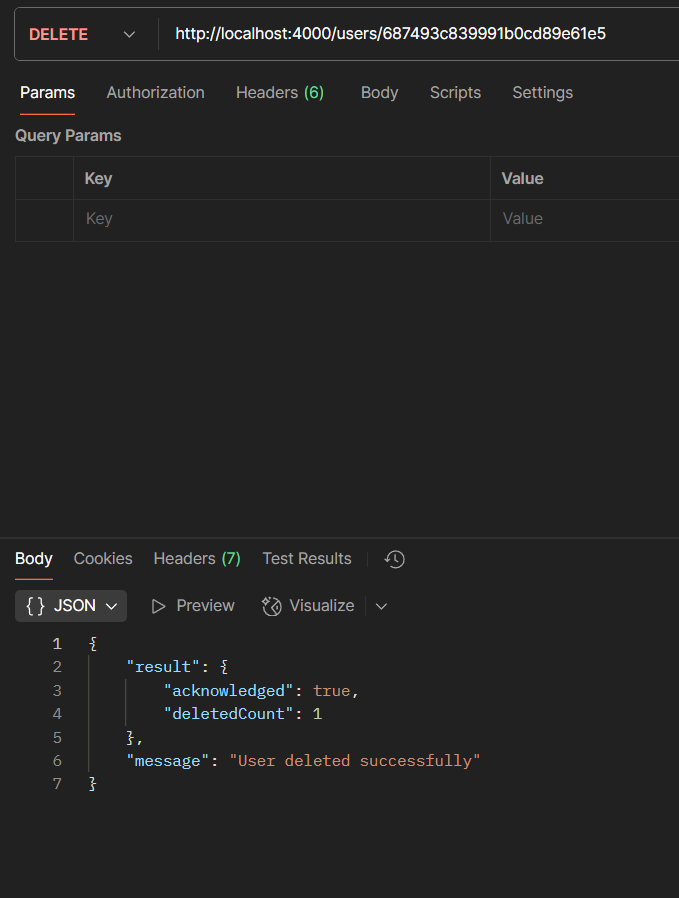 DELETE http://localhost:4000/users/687493c839991b0cd89e61e5
Params Authorization Headers (6) Body Scripts Settings
Query Params
Key Value
Key Value
Body Cookies Headers (7) Test Results
{} JSON Preview Visualize
1 {
2 "result": {
3 "acknowledged": true,
4 "deletedCount": 1
5 },
6 "message": "User deleted successfully"
7 }